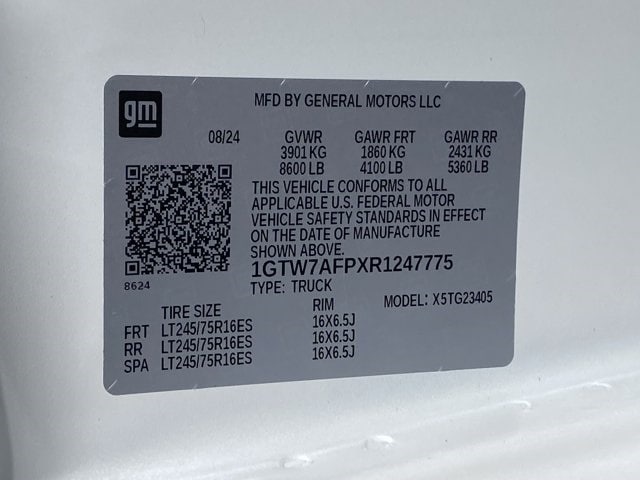 gm
MFD BY GENERAL MOTORS LLC
08/24 GVWR GAWR FRT GAWR RR
3901 KG 1860 KG 2431 KG
8600 LB 4100 LB 5360 LB
THIS VEHICLE CONFORMS TO ALL
APPLICABLE U.S. FEDERAL MOTOR
VEHICLE SAFETY STANDARDS IN EFFECT
ON THE DATE OF MANUFACTURE
SHOWN ABOVE.
1GTW7AFPXR1247775
8624
TYPE: TRUCK MODEL: X5TG23405
TIRE SIZE RIM
FRT LT245/75R16ES 16X6.5J
RR LT245/75R16ES 16X6.5J
SPA LT245/75R16ES 16X6.5J